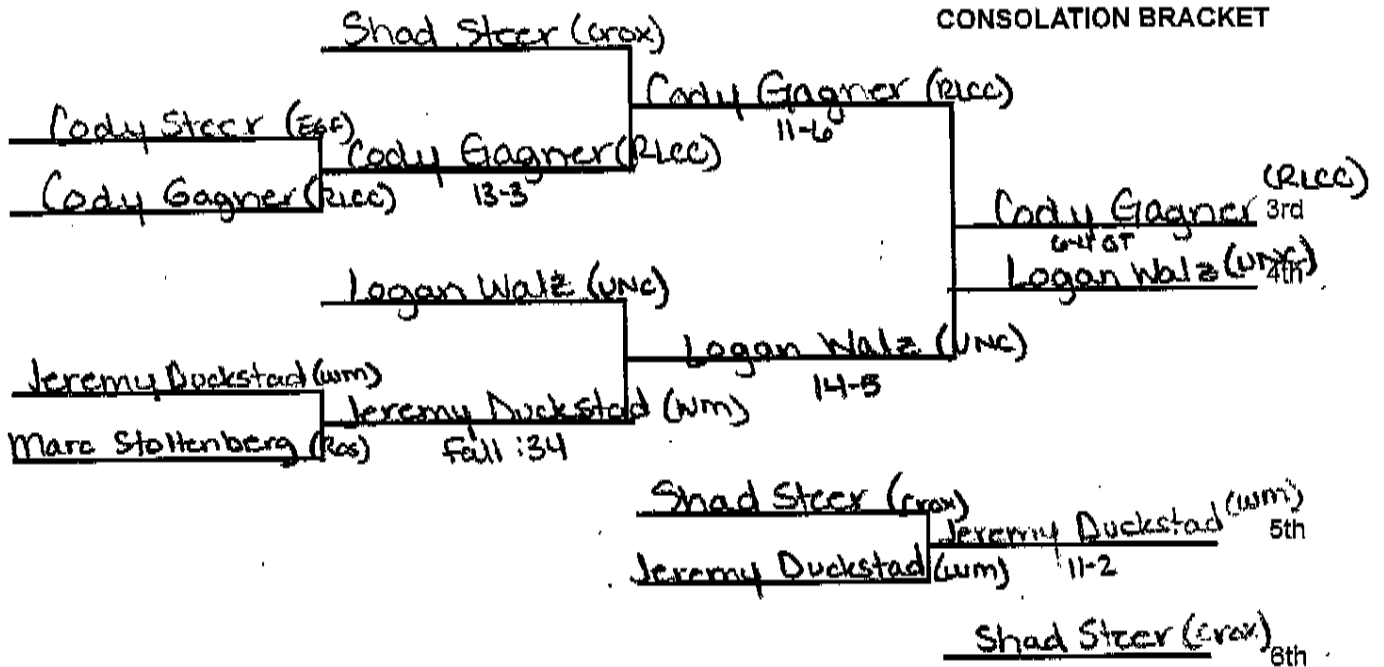 CONSOLATION BRACKET
Shad Steer (Crox)
Cody Gagner (RLCC)
11-6
Cody Steer (EGF)
Cody Gagner (RLCC)
13-3
Cody Gagner (RLCC)
(RLCC)
Cody Gagner 3rd
6-4 OT
Logan Walz (UNC) 4th
Logan Walz (UNC)
Logan Walz (UNC)
14-5
Jeremy Duckstad (WM)
Jeremy Duckstad (WM)
Fall :34
Marc Stoltenberg (Ros)
Shad Steer (Crox)
Jeremy Duckstad (WM) 5th
11-2
Jeremy Duckstad (WM)
Shad Steer (Crox) 6th